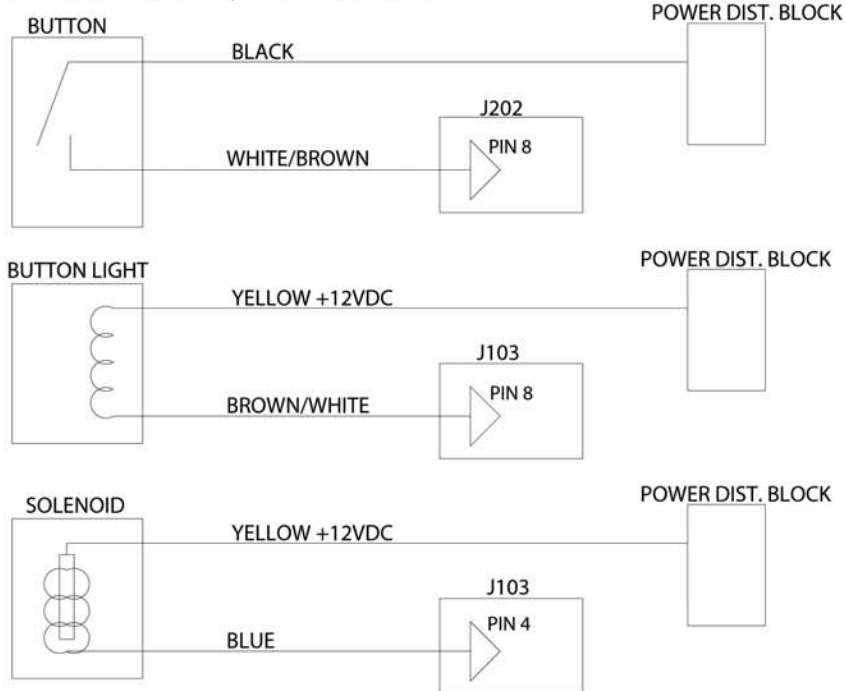 POWER DIST. BLOCK
BUTTON
BLACK
J202
PIN 8
WHITE/BROWN
POWER DIST. BLOCK
BUTTON LIGHT
YELLOW +12VDC
J103
PIN 8
BROWN/WHITE
POWER DIST. BLOCK
SOLENOID
YELLOW +12VDC
J103
PIN 4
BLUE